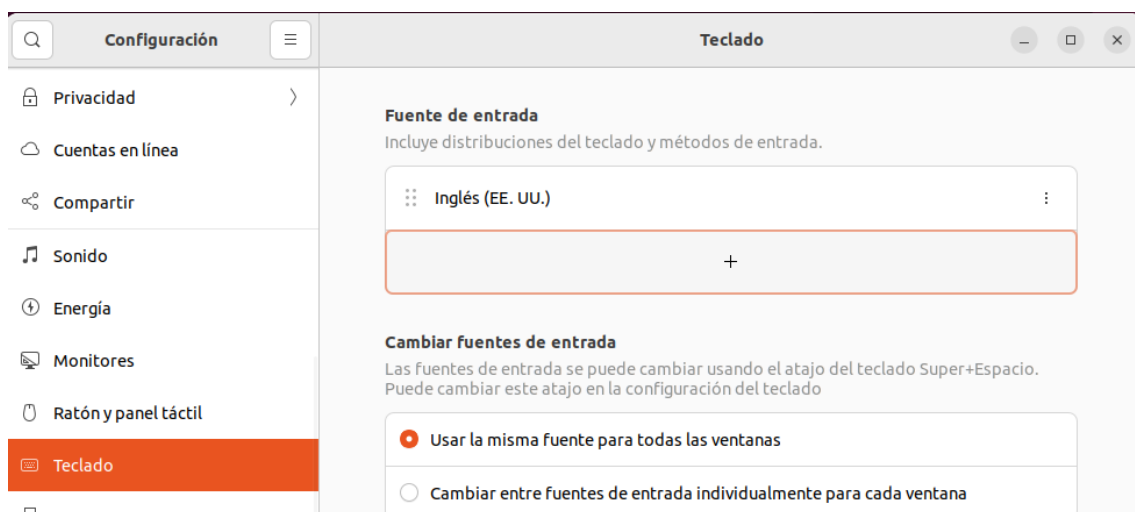 Configuración
Teclado
Privacidad
Cuentas en línea
Compartir
Sonido
Energía
Monitores
Ratón y panel táctil
Teclado
Fuente de entrada
Incluye distribuciones del teclado y métodos de entrada.
Inglés (EE. UU.)
+
Cambiar fuentes de entrada
Las fuentes de entrada se puede cambiar usando el atajo del teclado Super+Espacio.
Puede cambiar este atajo en la configuración del teclado
Usar la misma fuente para todas las ventanas
Cambiar entre fuentes de entrada individualmente para cada ventana